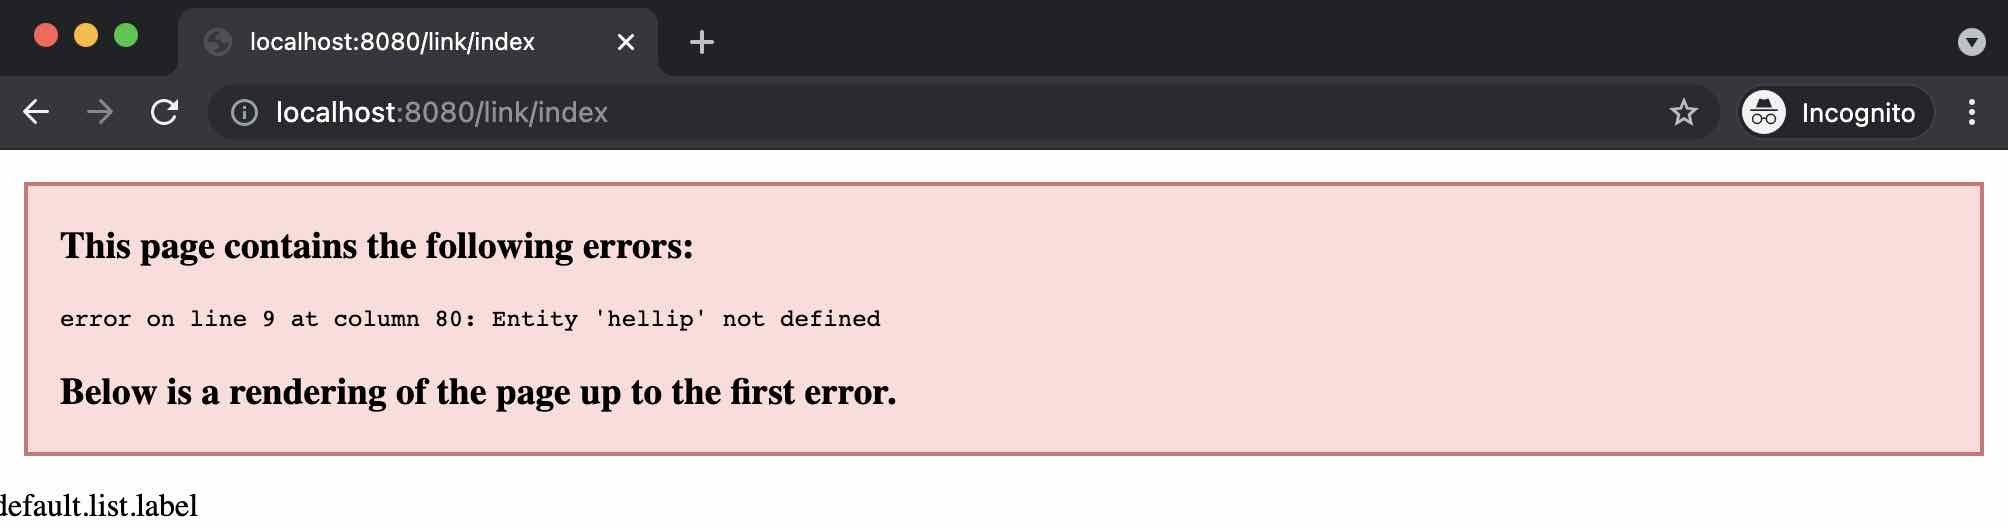 localhost:8080/link/index
localhost:8080/link/index
Incognito
This page contains the following errors:
error on line 9 at column 80: Entity 'hellip' not defined
Below is a rendering of the page up to the first error.
default.list.label